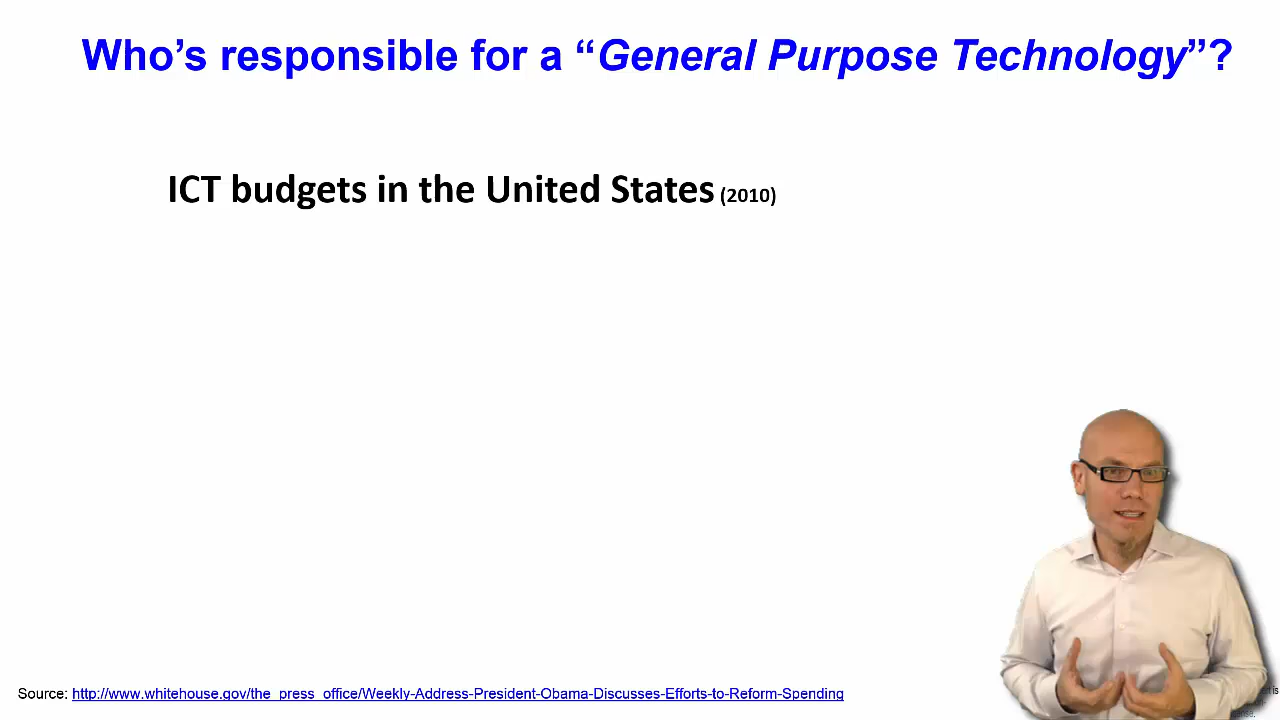 Who’s responsible for a “General Purpose Technology”?
ICT budgets in the United States (2010)
Source: http://www.whitehouse.gov/the_press_office/Weekly-Address-President-Obama-Discusses-Efforts-to-Reform-Spending